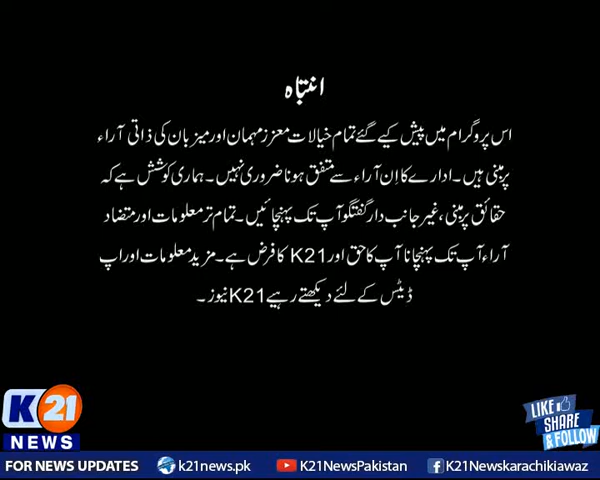 انتباہ
اس پروگرام میں پیش کیے گئے تمام خیالات معزز مہمان اور میزبان کی ذاتی آراء
پر مبنی ہیں۔ ادارے کا اِن آراء سے متفق ہونا ضروری نہیں۔ ہماری کوشش ہے کہ
حقائق پر مبنی، غیر جانب دار گفتگو آپ تک پہنچائیں۔ تمام تر معلومات اور متضاد
آراء آپ تک پہنچانا آپ کا حق اور K21 کا فرض ہے۔ مزید معلومات اور اپ
ڈیٹس کے لئے دیکھتے رہیے K21 نیوز۔
K21
NEWS
LIKE
SHARE
& FOLLOW
FOR NEWS UPDATES k21news.pk K21NewsPakistan K21Newskarachikiawaz